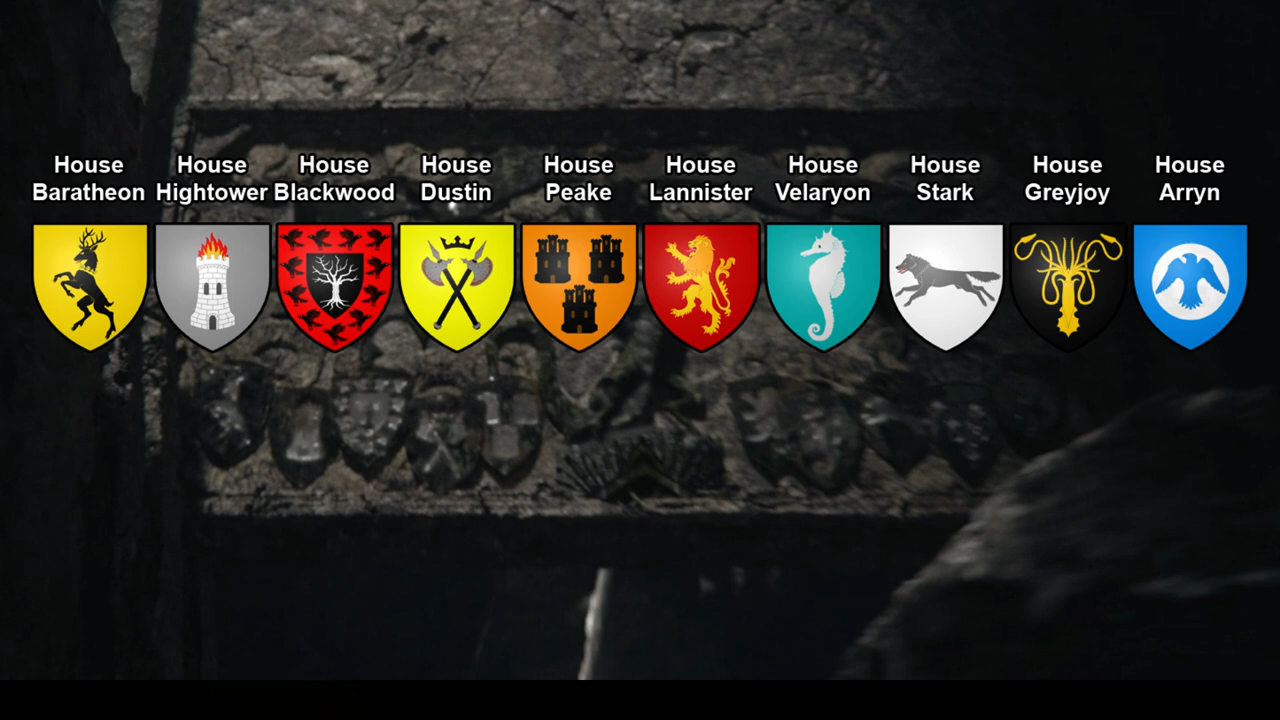 House Baratheon
House Hightower
House Blackwood
House Dustin
House Peake
House Lannister
House Velaryon
House Stark
House Greyjoy
House Arryn